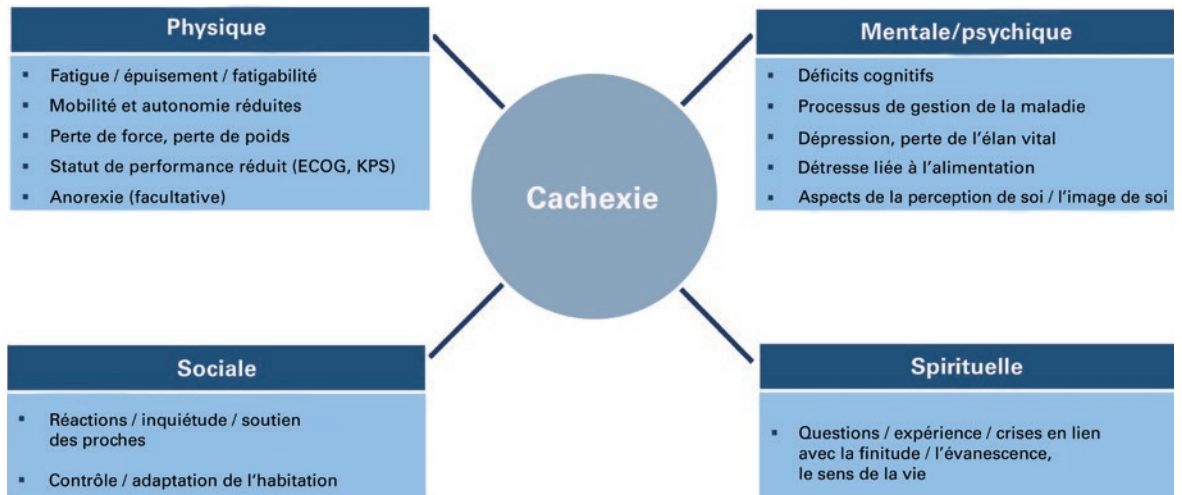 Physique
▪ Fatigue / épuisement / fatigabilité
▪ Mobilité et autonomie réduites
▪ Perte de force, perte de poids
▪ Statut de performance réduit (ECOG, KPS)
▪ Anorexie (facultative)
Mentale/psychique
▪ Déficits cognitifs
▪ Processus de gestion de la maladie
▪ Dépression, perte de l’élan vital
▪ Détresse liée à l’alimentation
▪ Aspects de la perception de soi / l’image de soi
Cachexie
Sociale
▪ Réactions / inquiétude / soutien
des proches
▪ Contrôle / adaptation de l‘habitation
Spirituelle
▪ Questions / expérience / crises en lien
avec la finitude / l’évanescence,
le sens de la vie